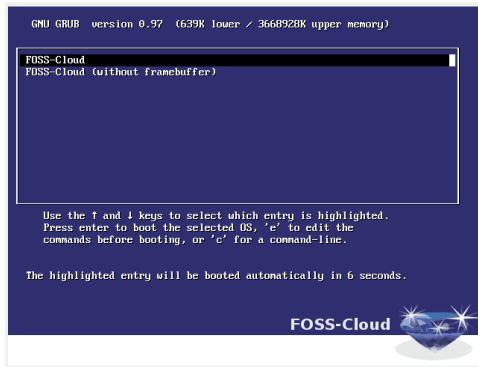 GNU GRUB  version 0.97  (639K lower / 3668928K upper memory)
FOSS-Cloud
FOSS-Cloud (without framebuffer)
Use the ↑ and ↓ keys to select which entry is highlighted.
Press enter to boot the selected OS, 'e' to edit the
commands before booting, or 'c' for a command-line.
The highlighted entry will be booted automatically in 6 seconds.
FOSS-Cloud